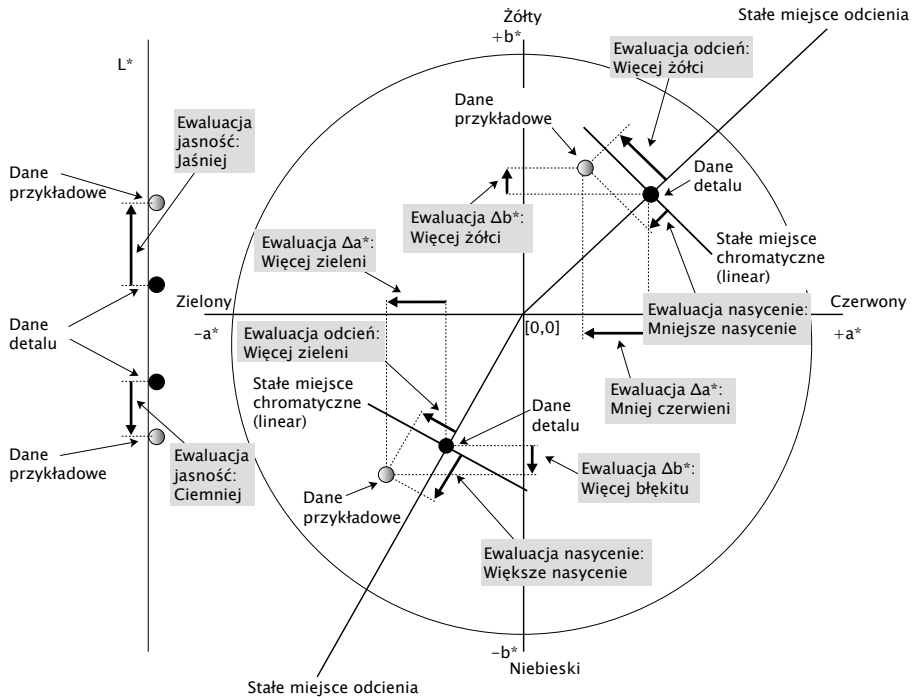 Żółty
+b*
Stałe miejsce odcienia
L*
Ewaluacja odcień:
Więcej żółci
Dane
przykładowe
Ewaluacja
jasność:
Jaśniej
Dane
przykładowe
Dane
detalu
Ewaluacja Δb*:
Więcej żółci
Ewaluacja Δa*:
Więcej zieleni
Stałe miejsce
chromatyczne
(linear)
Zielony
−a*
[0,0]
Ewaluacja nasycenie:
Mniejsze nasycenie
Czerwony
+a*
Dane
detalu
Ewaluacja odcień:
Więcej zieleni
Ewaluacja Δa*:
Mniej czerwieni
Stałe miejsce
chromatyczne
(linear)
Dane
detalu
Dane
przykładowe
Ewaluacja
jasność:
Ciemniej
Ewaluacja Δb*:
Więcej błękitu
Dane
przykładowe
Ewaluacja nasycenie:
Większe nasycenie
−b*
Niebieski
Stałe miejsce odcienia